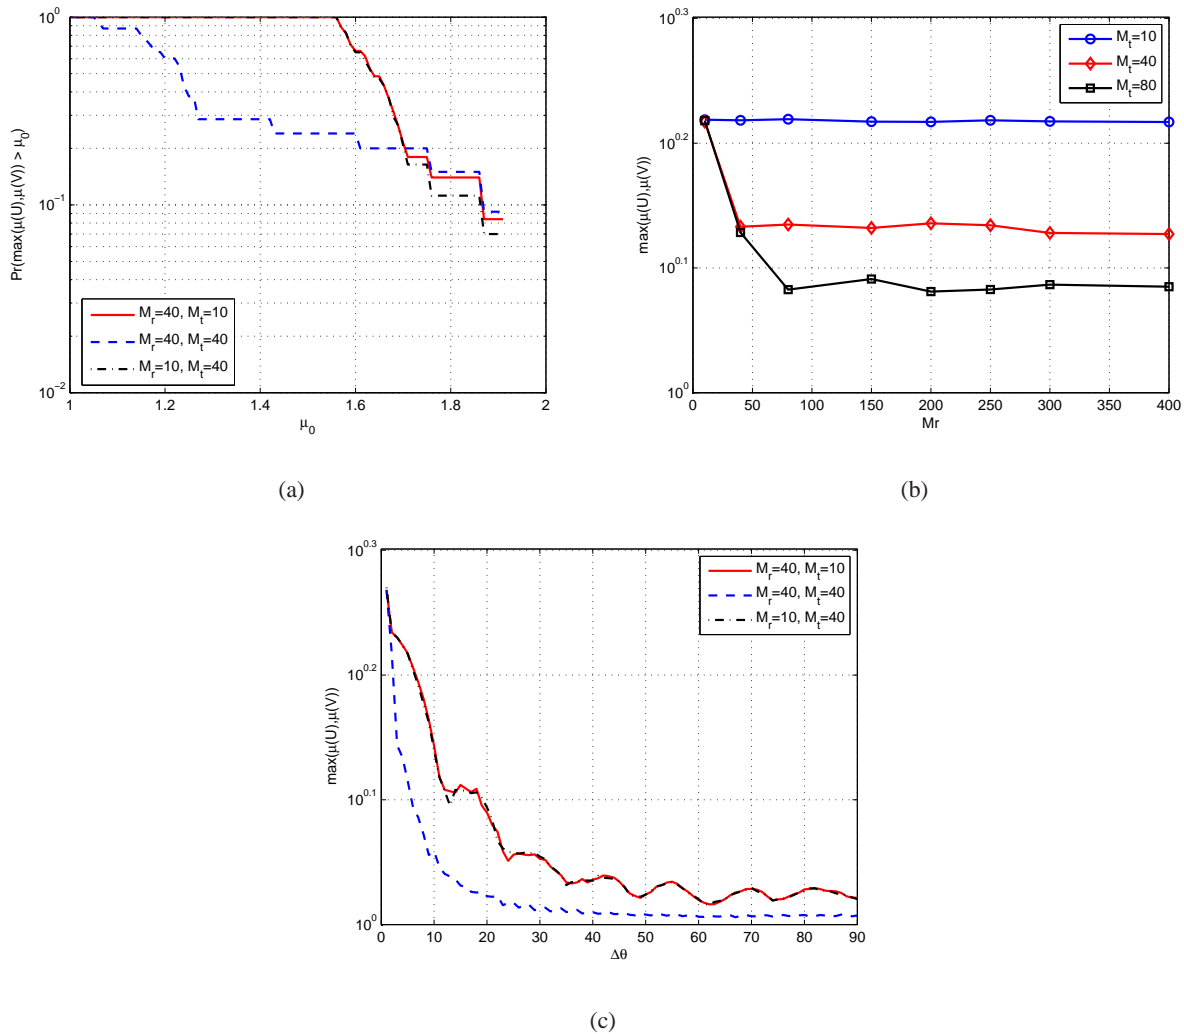 10^0
10^-1
10^-2
Pr(max(μ(U),μ(V)) > μ_0)
1 1.2 1.4 1.6 1.8 2
μ_0
M_r=40, M_t=10
M_r=40, M_t=40
M_r=10, M_t=40
(a)
10^0.3
10^0.2
10^0.1
10^0
max(μ(U),μ(V))
0 50 100 150 200 250 300 350 400
Mr
M_t=10
M_t=40
M_t=80
(b)
10^0.3
10^0.2
10^0.1
10^0
max(μ(U),μ(V))
0 10 20 30 40 50 60 70 80 90
Δθ
M_r=40, M_t=10
M_r=40, M_t=40
M_r=10, M_t=40
(c)